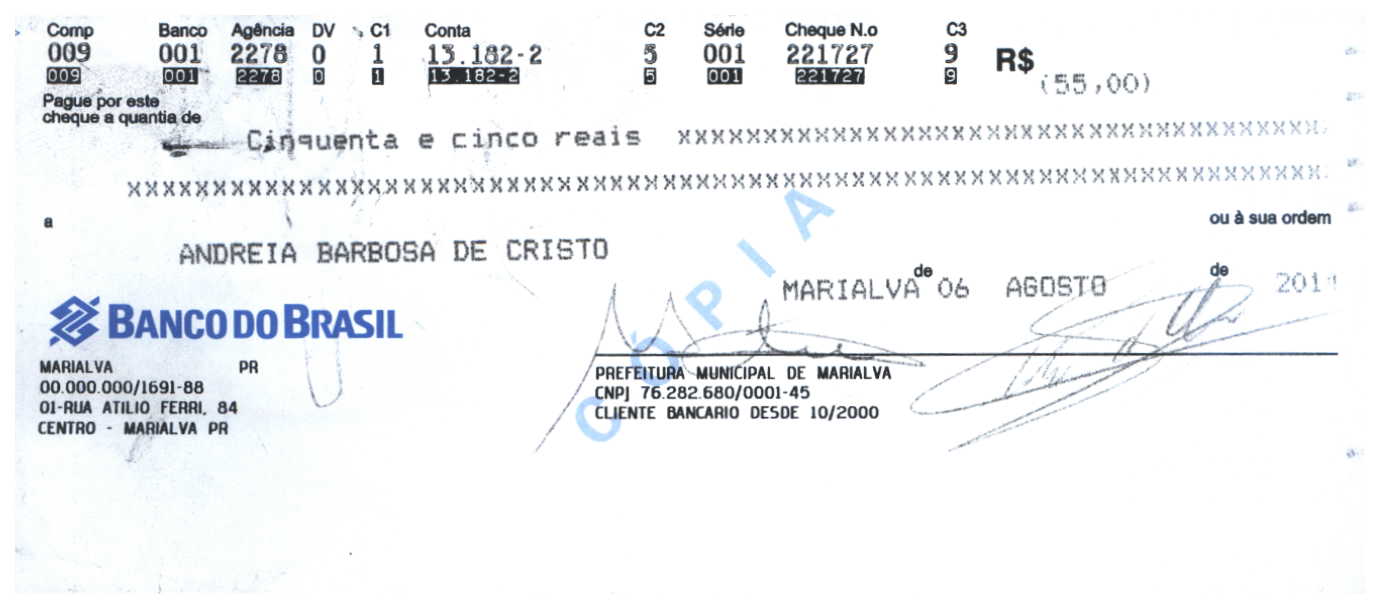 Comp Banco Agência DV C1 Conta C2 Série Cheque N.o C3
009 001 2278 0 1 13.182-2 5 001 221727 9 R$
009 001 2278 0 1 13.182-2 5 001 221727 9 (55,00)
Pague por este
cheque a quantia de
Cinquenta e cinco reais XXXXXXXXXXXXXXXXXXXXXXXXXXXXXXXXXXXXXXX
XXXXXXXXXXXXXXXXXXXXXXXXXXXXXXXXXXXXXXXXXXXXXXXXXXXXXXXXXXXXXXXXXXXXXX
a ou à sua ordem
ANDREIA BARBOSA DE CRISTO
MARIALVA de 06 AGOSTO de
CÓPIA
BANCO DO BRASIL
MARIALVA PR
00.000.000/1691-88
01-RUA ATILIO FERRI, 84
CENTRO - MARIALVA PR
PREFEITURA MUNICIPAL DE MARIALVA
CNPJ 76.282.680/0001-45
CLIENTE BANCARIO DESDE 10/2000